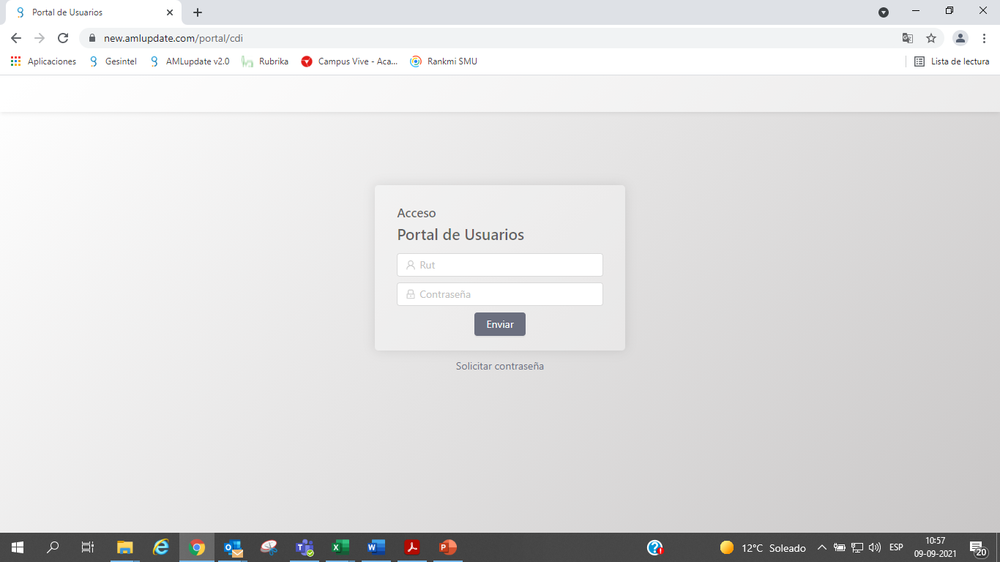 Portal de Usuarios
new.amlupdate.com/portal/cdi
Aplicaciones Gesintel AMLupdate v2.0 Rubrika Campus Vive - Aca... Rankmi SMU Lista de lectura
Acceso
Portal de Usuarios
Rut
Contraseña
Enviar
Solicitar contraseña
12°C Soleado ESP 10:57
09-09-2021 20